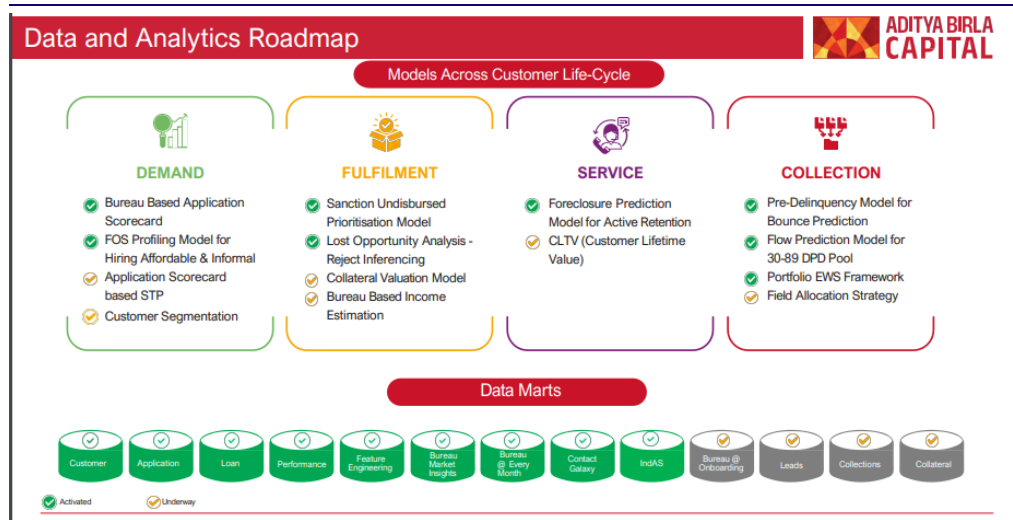 Data and Analytics Roadmap
ADITYA BIRLA
CAPITAL
Models Across Customer Life-Cycle
DEMAND
Bureau Based Application
Scorecard
FOS Profiling Model for
Hiring Affordable & Informal
Application Scorecard
based STP
Customer Segmentation
FULFILMENT
Sanction Undisbursed
Prioritisation Model
Lost Opportunity Analysis -
Reject Inferencing
Collateral Valuation Model
Bureau Based Income
Estimation
SERVICE
Foreclosure Prediction
Model for Active Retention
CLTV (Customer Lifetime
Value)
COLLECTION
Pre-Delinquency Model for
Bounce Prediction
Flow Prediction Model for
30-89 DPD Pool
Portfolio EWS Framework
Field Allocation Strategy
Data Marts
Customer
Application
Loan
Performance
Feature
Engineering
Bureau
Market
Insights
Bureau
@ Every
Month
Contact
Galaxy
IndAS
Bureau @
Onboarding
Leads
Collections
Collateral
Activated
Underway